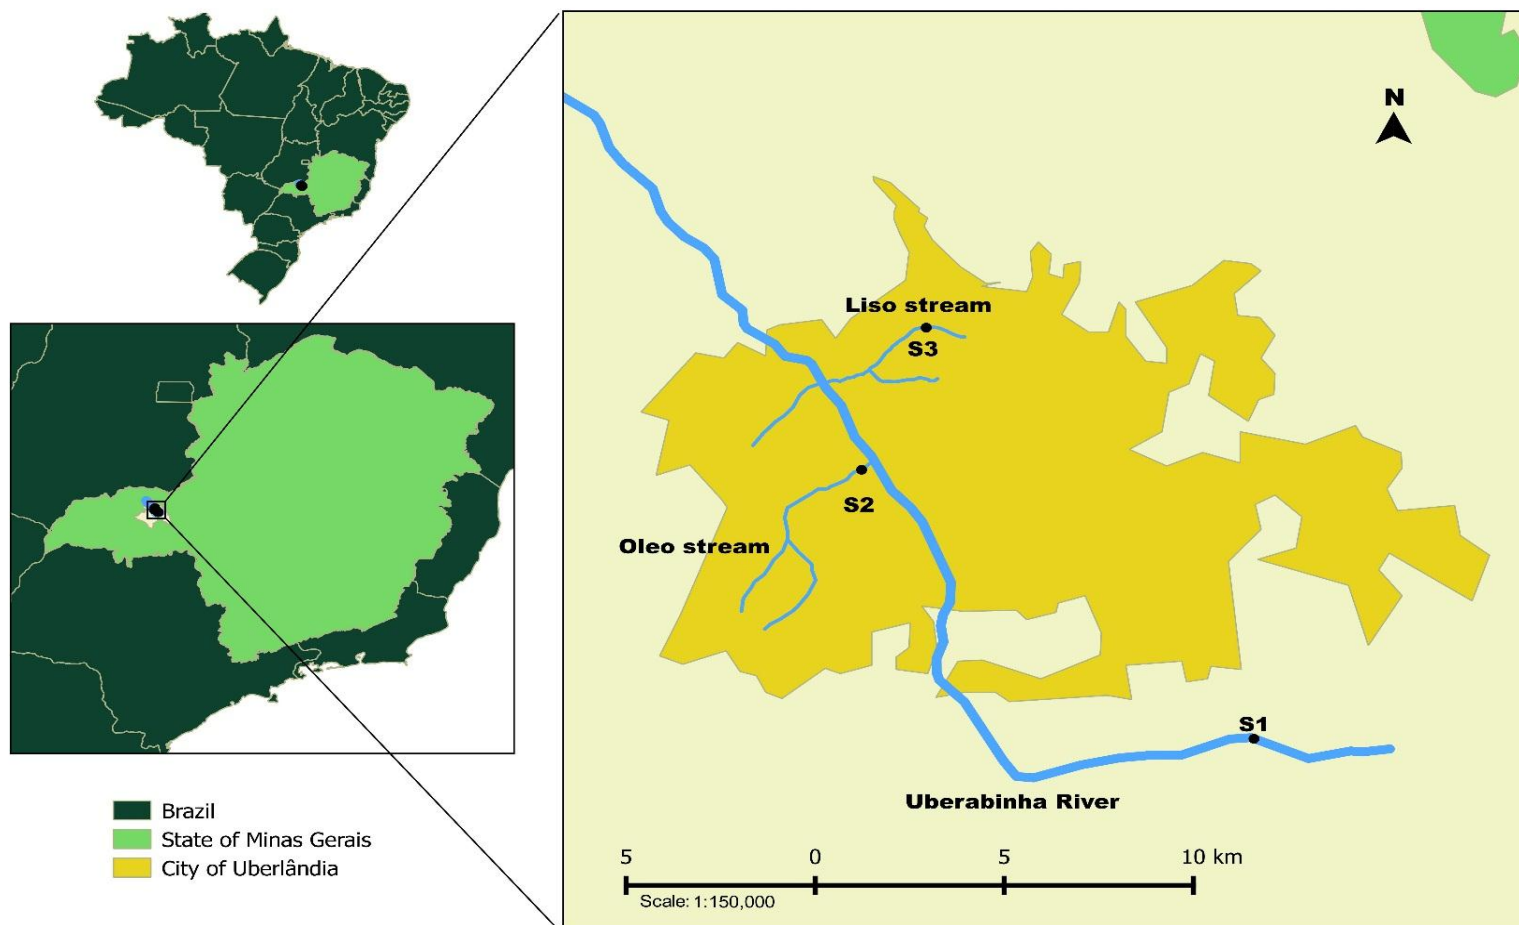 N
Liso stream
S3
S2
Oleo stream
S1
Uberabinha River
Brazil
State of Minas Gerais
City of Uberlândia
5 0 5 10 km
Scale: 1:150,000